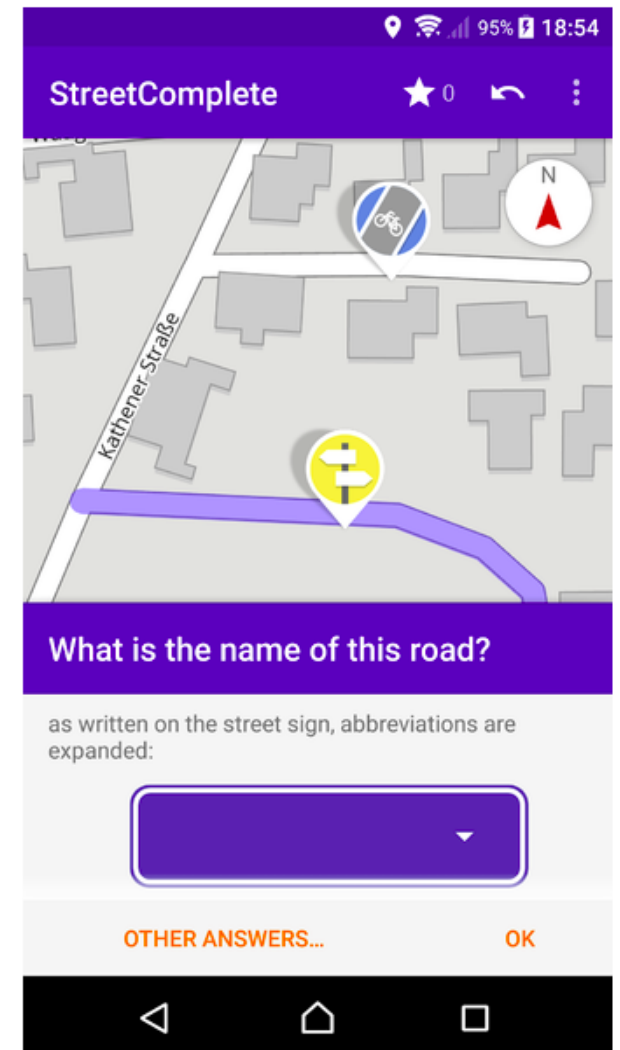 95% 18:54
StreetComplete 0
N
Kathener Straße
What is the name of this road?
as written on the street sign, abbreviations are
expanded:
OTHER ANSWERS... OK